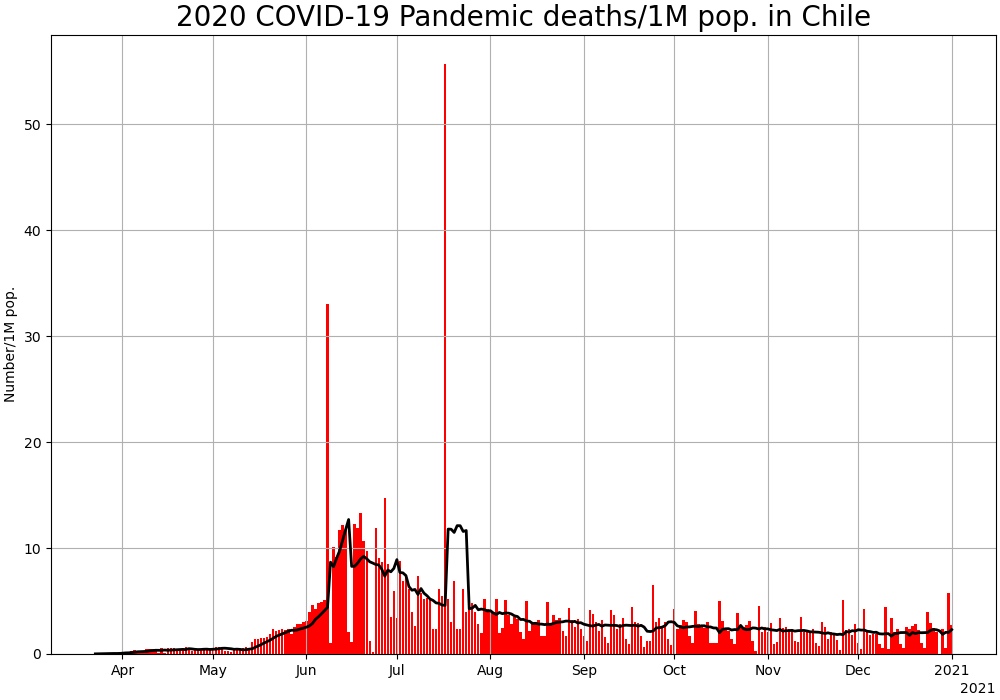 2020 COVID-19 Pandemic deaths/1M pop. in Chile
Number/1M pop.
50
40
30
20
10
0
Apr May Jun Jul Aug Sep Oct Nov Dec 2021
2021